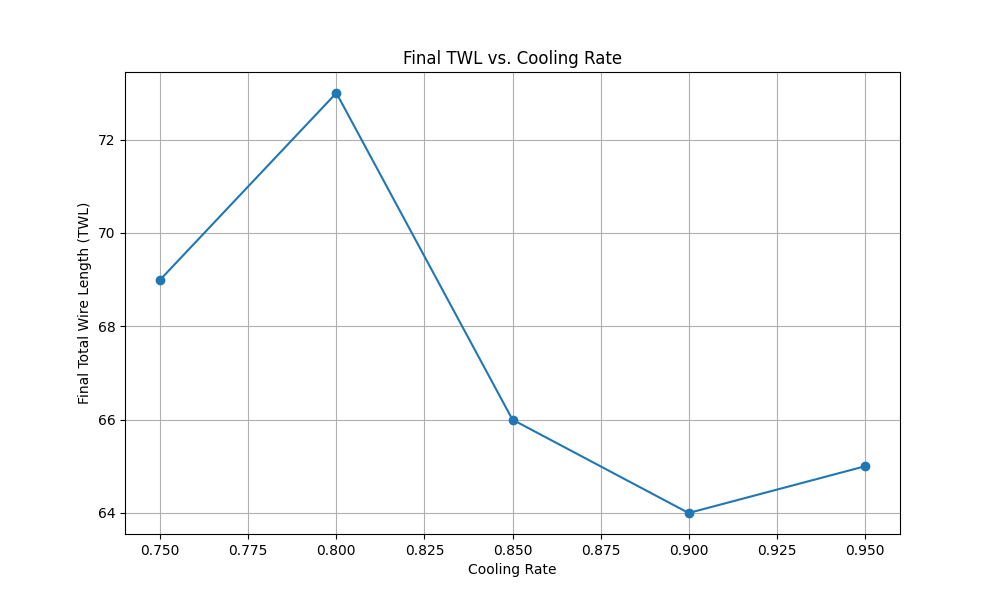 Final TWL vs. Cooling Rate
Final Total Wire Length (TWL)
72
70
68
66
64
0.750 0.775 0.800 0.825 0.850 0.875 0.900 0.925 0.950
Cooling Rate